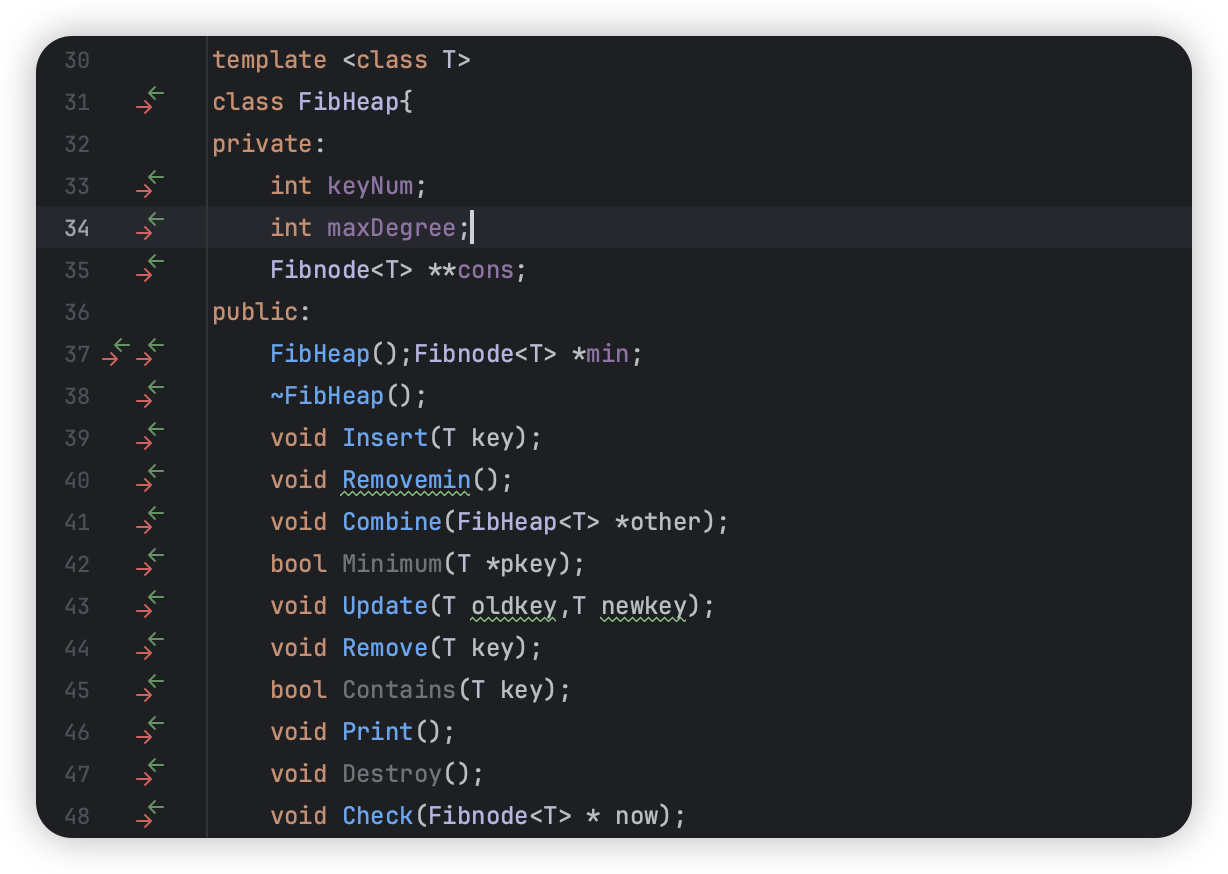 30 template <class T>
31 class FibHeap{
32 private:
33     int keyNum;
34     int maxDegree;
35     Fibnode<T> **cons;
36 public:
37     FibHeap();Fibnode<T> *min;
38     ~FibHeap();
39     void Insert(T key);
40     void Removemin();
41     void Combine(FibHeap<T> *other);
42     bool Minimum(T *pkey);
43     void Update(T oldkey,T newkey);
44     void Remove(T key);
45     bool Contains(T key);
46     void Print();
47     void Destroy();
48     void Check(Fibnode<T> * now);